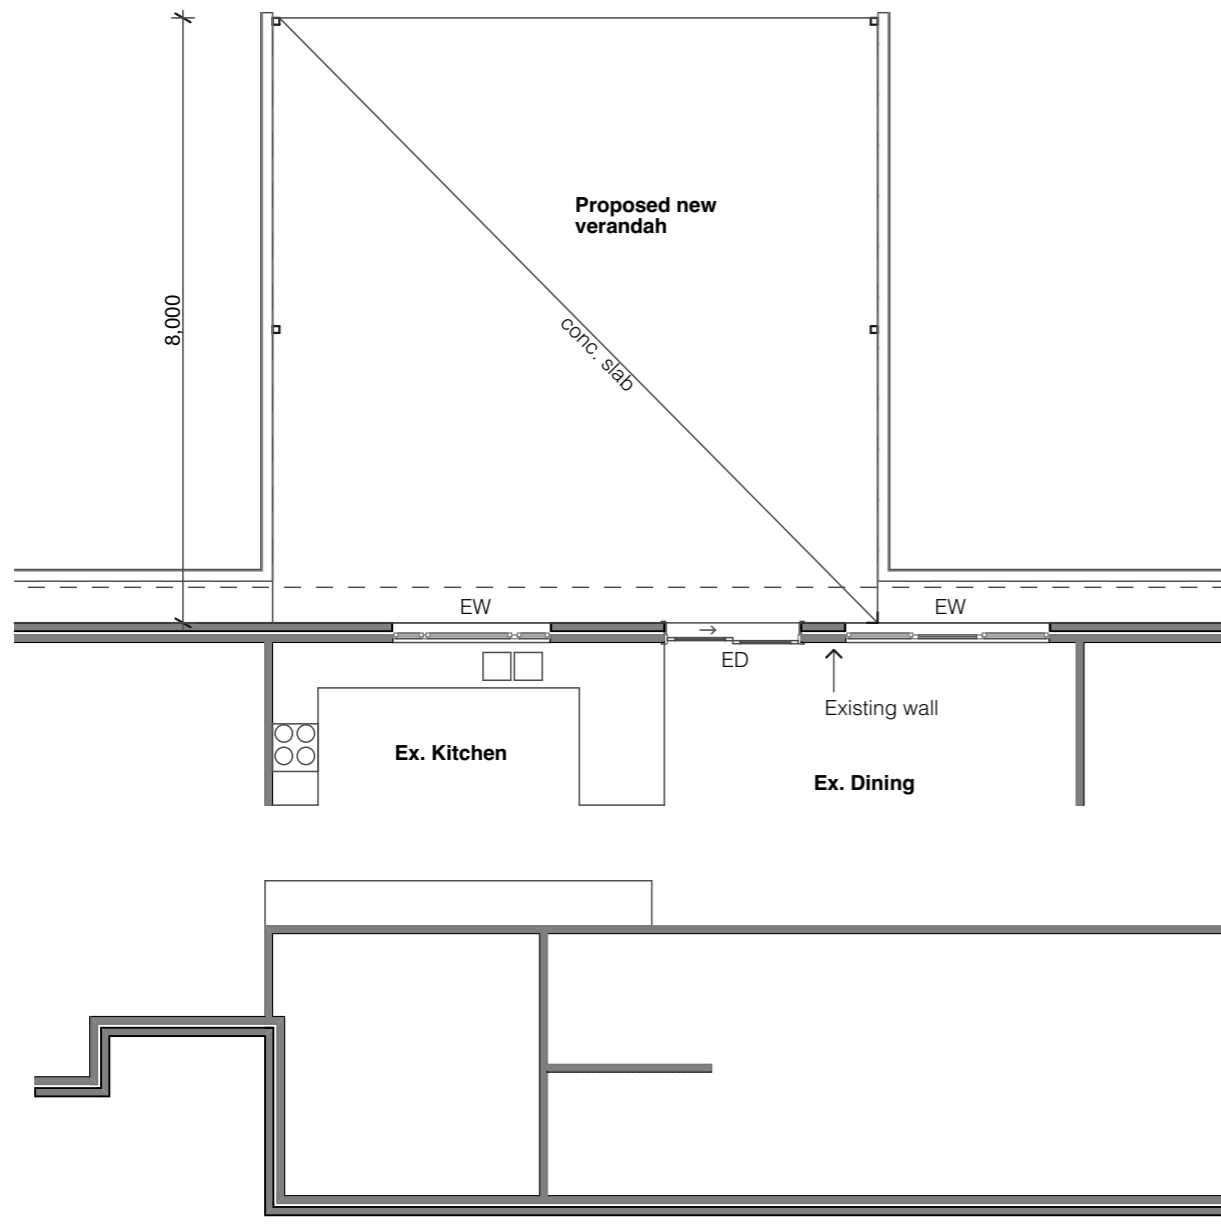 Proposed new
verandah
8,000
conc. slab
EW
EW
ED
Existing wall
Ex. Kitchen
Ex. Dining